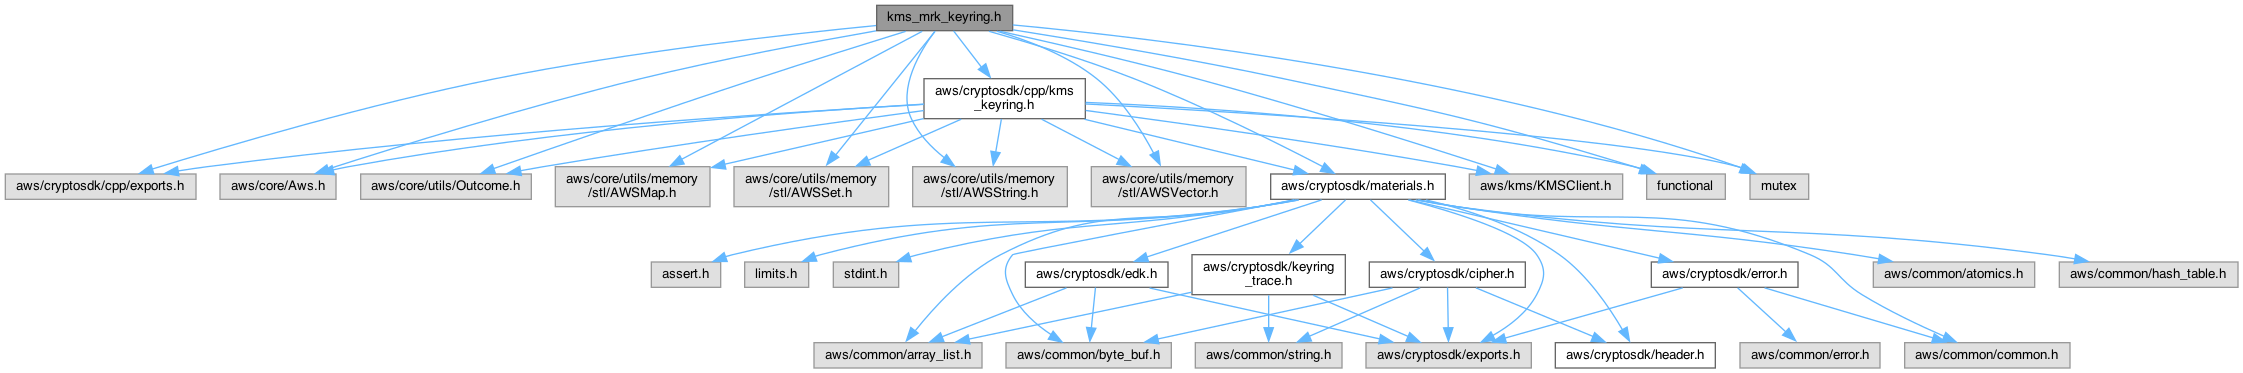 kms_mrk_keyring.h
aws/cryptosdk/cpp/kms
_keyring.h
aws/cryptosdk/cpp/exports.h
aws/core/Aws.h
aws/core/utils/Outcome.h
aws/core/utils/memory
/stl/AWSMap.h
aws/core/utils/memory
/stl/AWSSet.h
aws/core/utils/memory
/stl/AWSString.h
aws/core/utils/memory
/stl/AWSVector.h
aws/cryptosdk/materials.h
aws/kms/KMSClient.h
functional
mutex
assert.h
limits.h
stdint.h
aws/cryptosdk/edk.h
aws/cryptosdk/keyring
_trace.h
aws/cryptosdk/cipher.h
aws/cryptosdk/error.h
aws/common/atomics.h
aws/common/hash_table.h
aws/common/array_list.h
aws/common/byte_buf.h
aws/common/string.h
aws/cryptosdk/exports.h
aws/cryptosdk/header.h
aws/common/error.h
aws/common/common.h